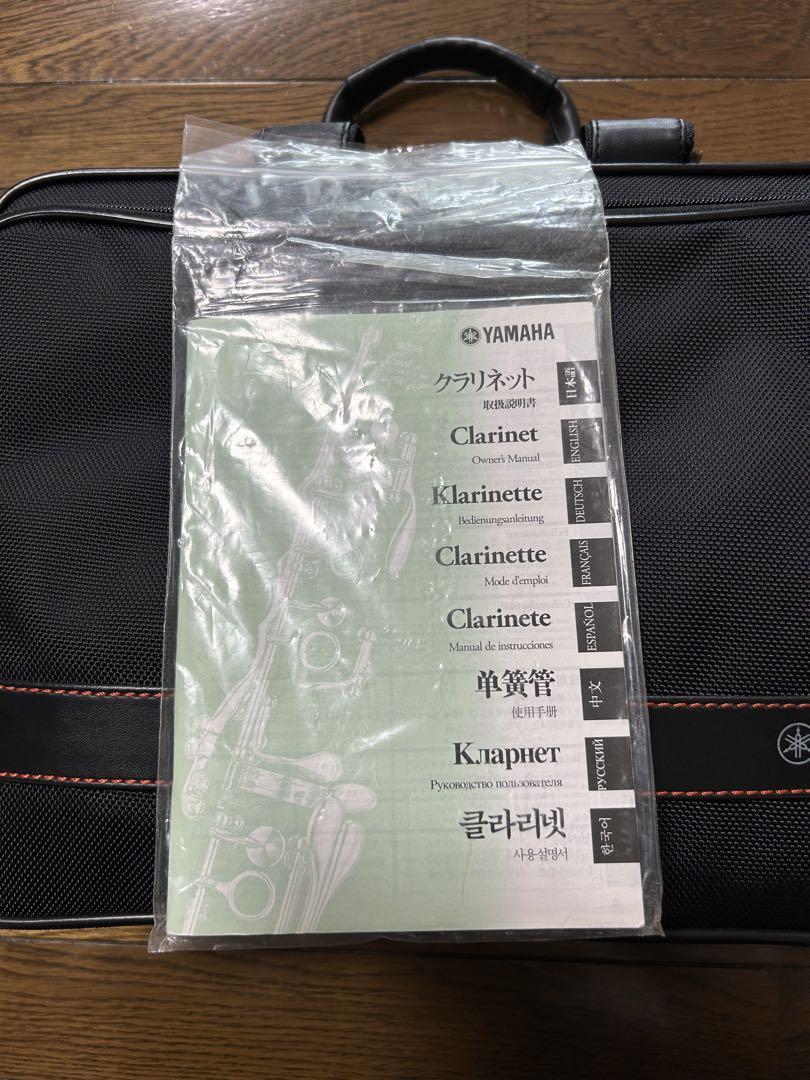 YAMAHA
クラリネット
取扱説明書
日本語
Clarinet
Owner's Manual
ENGLISH
Klarinette
Bedienungsanleitung
DEUTSCH
Clarinette
Mode d'emploi
FRANÇAIS
Clarinete
Manual de instrucciones
ESPAÑOL
单簧管
使用手册
中文
Кларнет
Руководство пользователя
РУССКИЙ
클라리넷
사용설명서
한국어